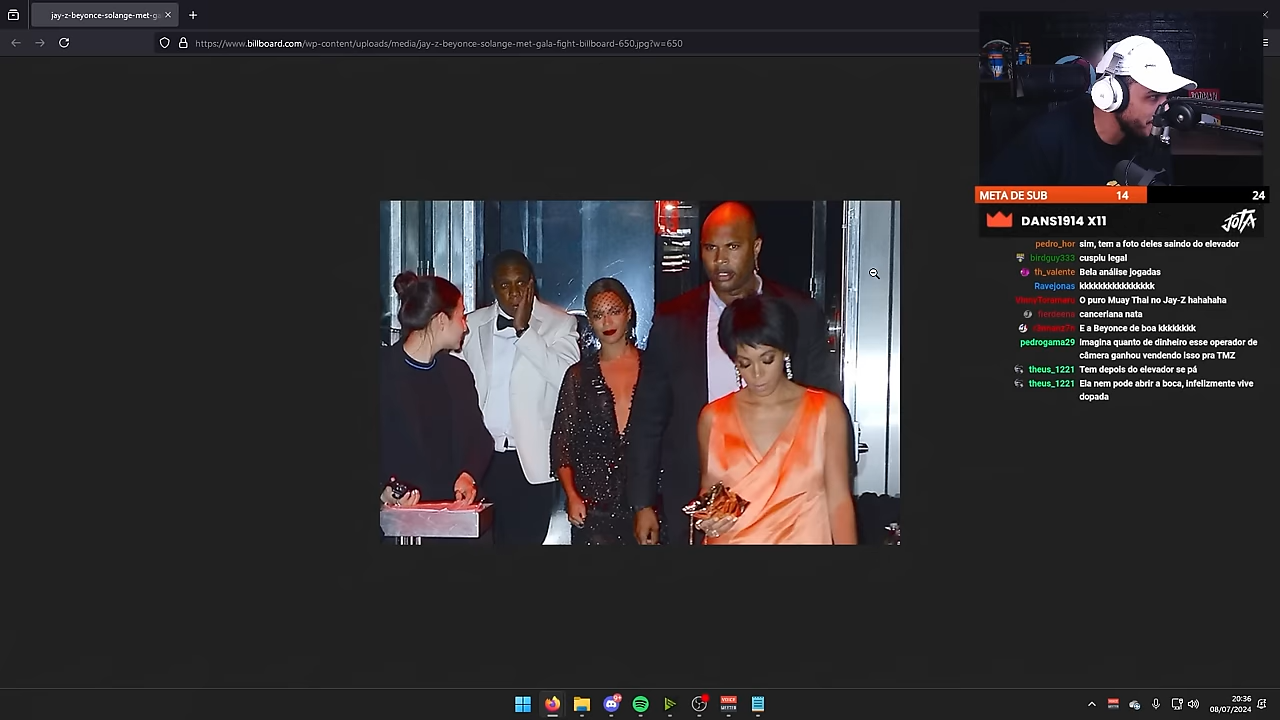 jay-z-beyonce-solange-met-ga
https://www.billboard.com/wp-content/uploads/media/jay-z-beyonce-solange-met-gala-fight-billboard-650.jpg?w=650
META DE SUB 14 24
DANS1914 X11 JOTA
pedro_hor sim, tem a foto deles saindo do elevador
birdguy333 cuspiu legal
th_valente Bela análise jogadas
Ravejonas kkkkkkkkkkkkkkkk
O puro Muay Thai no Jay-Z hahahaha
fierdeena canceriana nata
E a Beyonce de boa kkkkkkkk
pedrogama29 Imagina quanto de dinheiro esse operador de
câmera ganhou vendendo isso pra TMZ
theus_1221 Tem depois do elevador se pá
theus_1221 Ela nem pode abrir a boca, infelizmente vive
dopada
20:36
08/07/2024